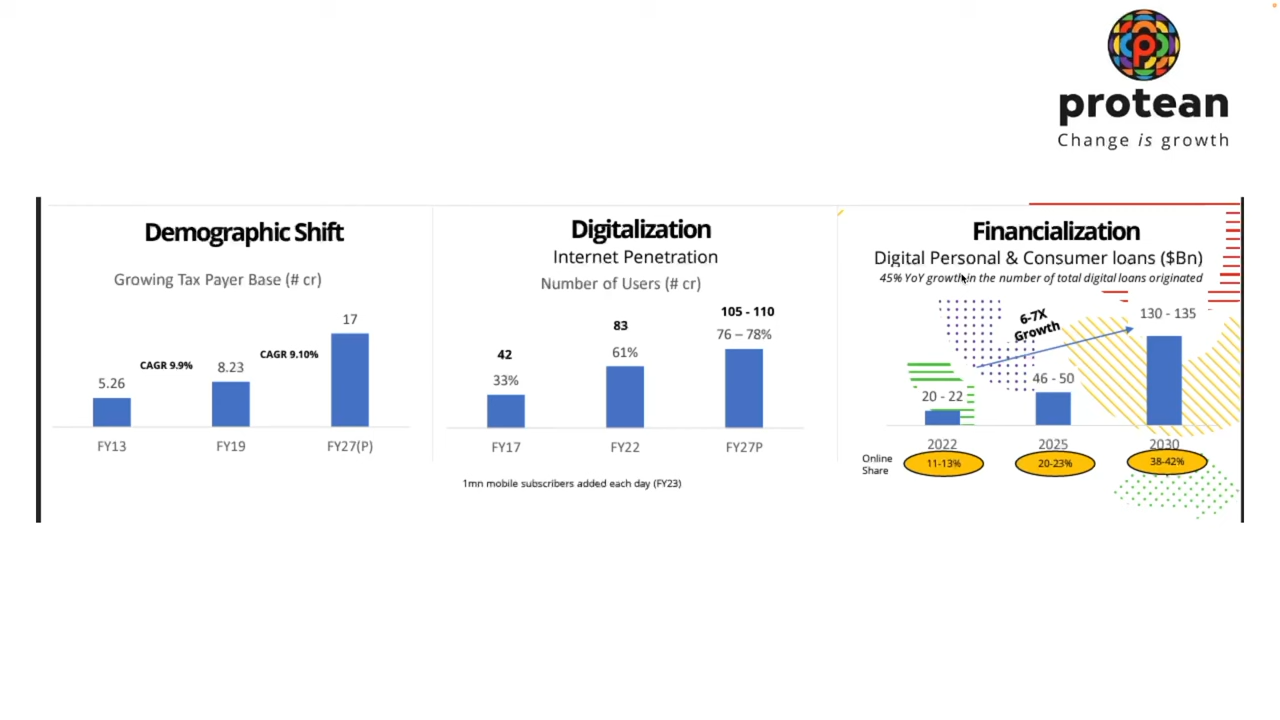 protean
Change is growth
Demographic Shift
Growing Tax Payer Base (# cr)
5.26
CAGR 9.9%
8.23
CAGR 9.10%
17
FY13
FY19
FY27(P)
Digitalization
Internet Penetration
Number of Users (# cr)
42
33%
83
61%
105 - 110
76 – 78%
FY17
FY22
FY27P
1mn mobile subscribers added each day (FY23)
Financialization
Digital Personal & Consumer loans ($Bn)
45% YoY growth in the number of total digital loans originated
6-7X
Growth
20 - 22
46 - 50
130 - 135
2022
2025
2030
Online
Share
11-13%
20-23%
38-42%